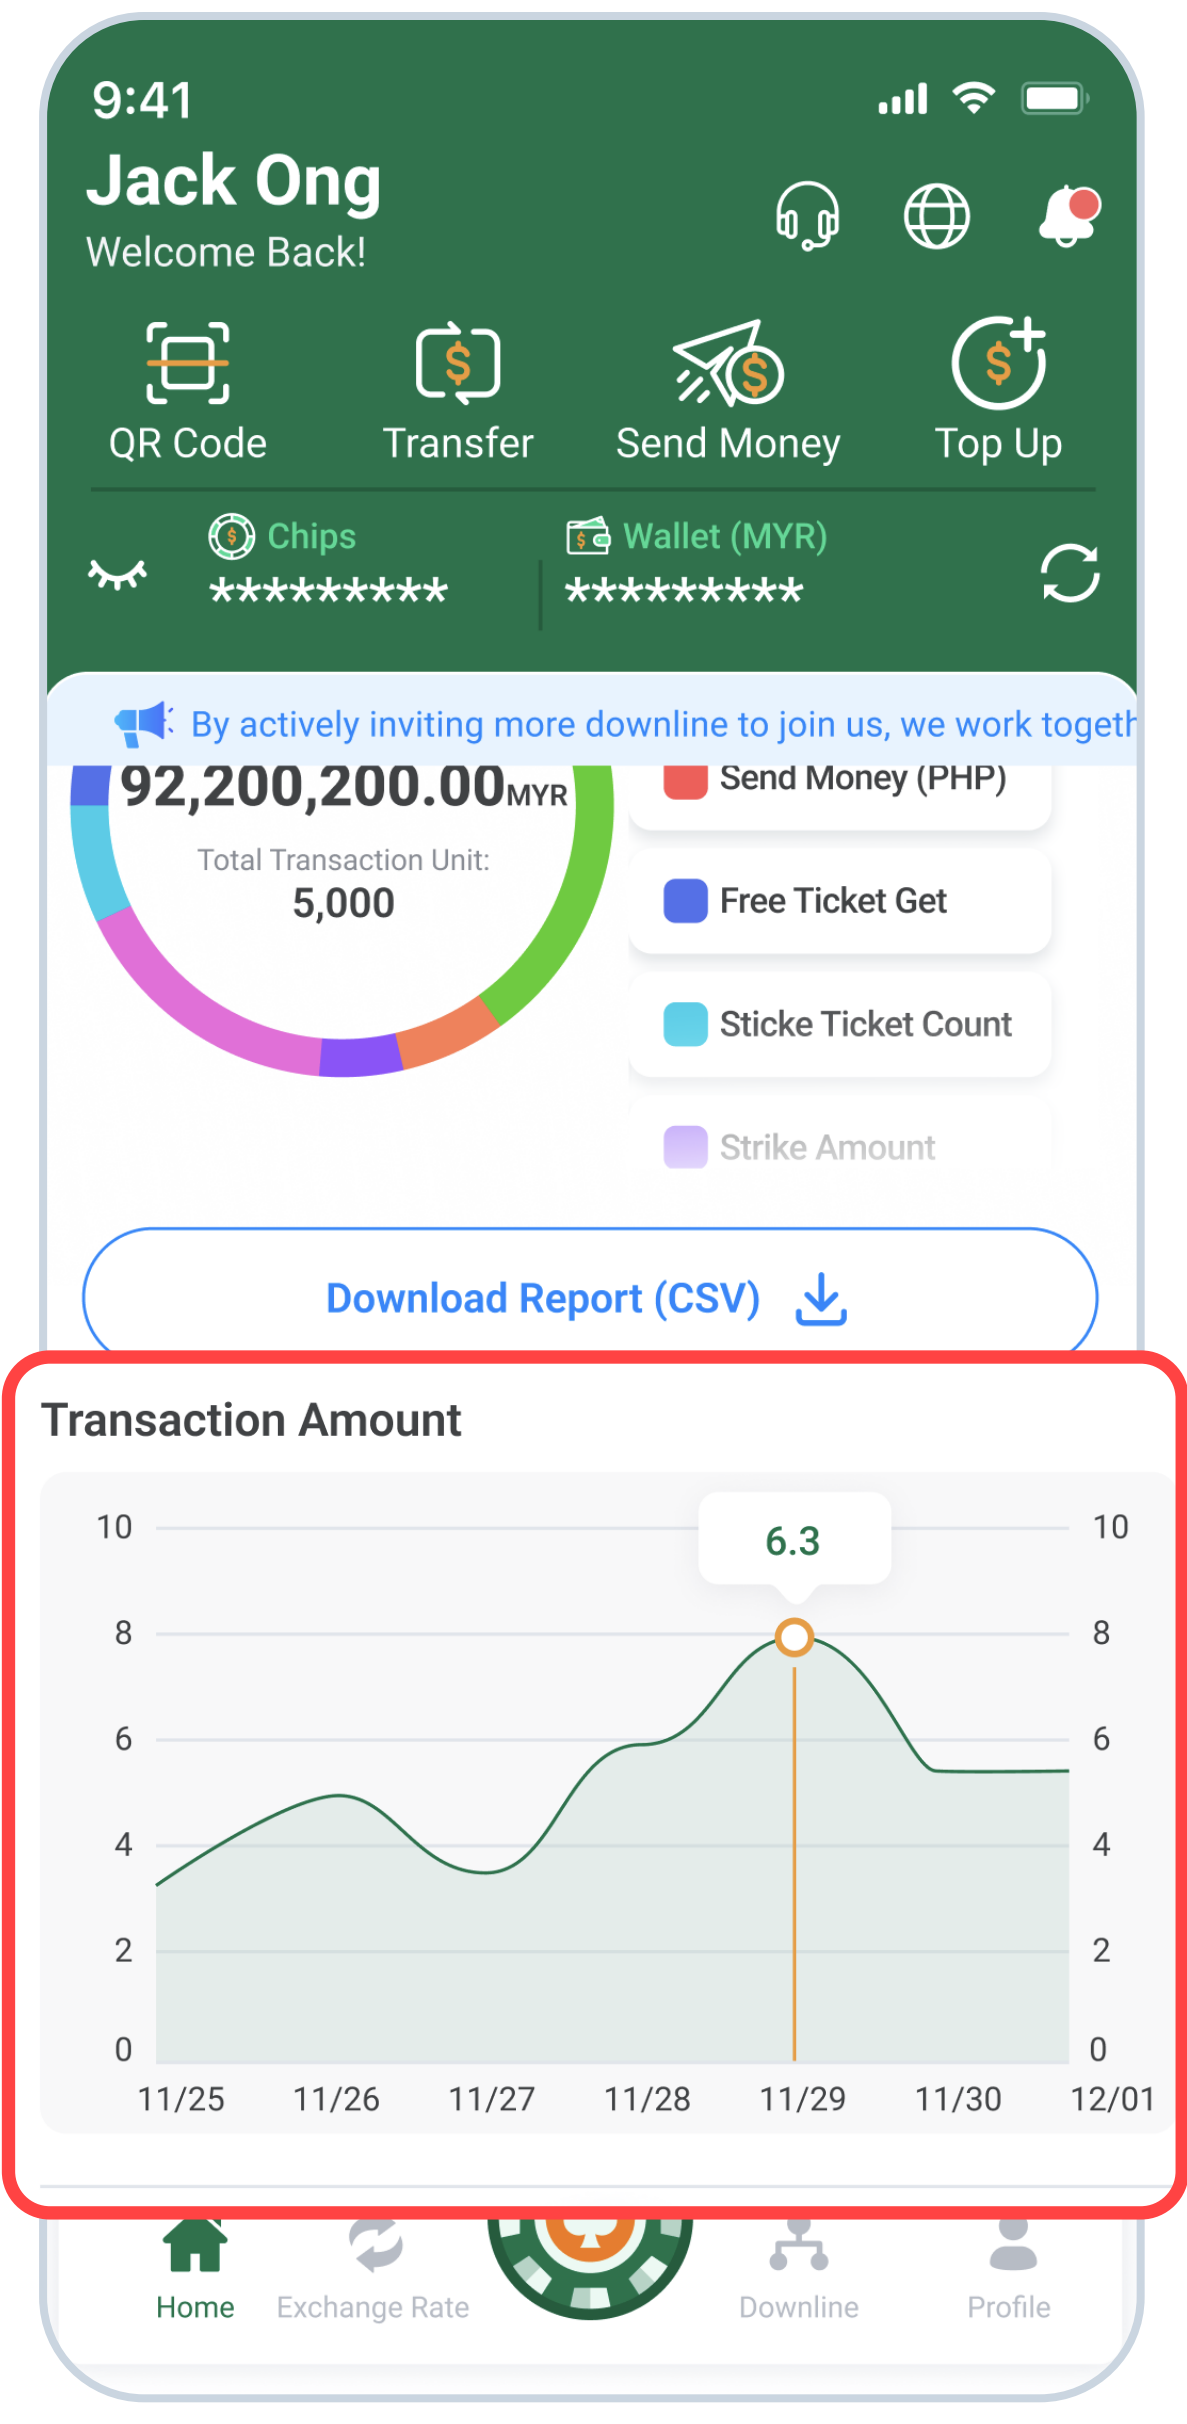 9:41
Jack Ong
Welcome Back!
QR Code
Transfer
Send Money
Top Up
Chips
Wallet (MYR)
*********
*********
By actively inviting more downline to join us, we work togeth
92,200,200.00MYR
Total Transaction Unit:
5,000
Send Money (PHP)
Free Ticket Get
Sticke Ticket Count
Strike Amount
Download Report (CSV)
Transaction Amount
6.3
10
10
8
8
6
6
4
4
2
2
0
0
11/25
11/26
11/27
11/28
11/29
11/30
12/01
Home
Exchange Rate
Downline
Profile